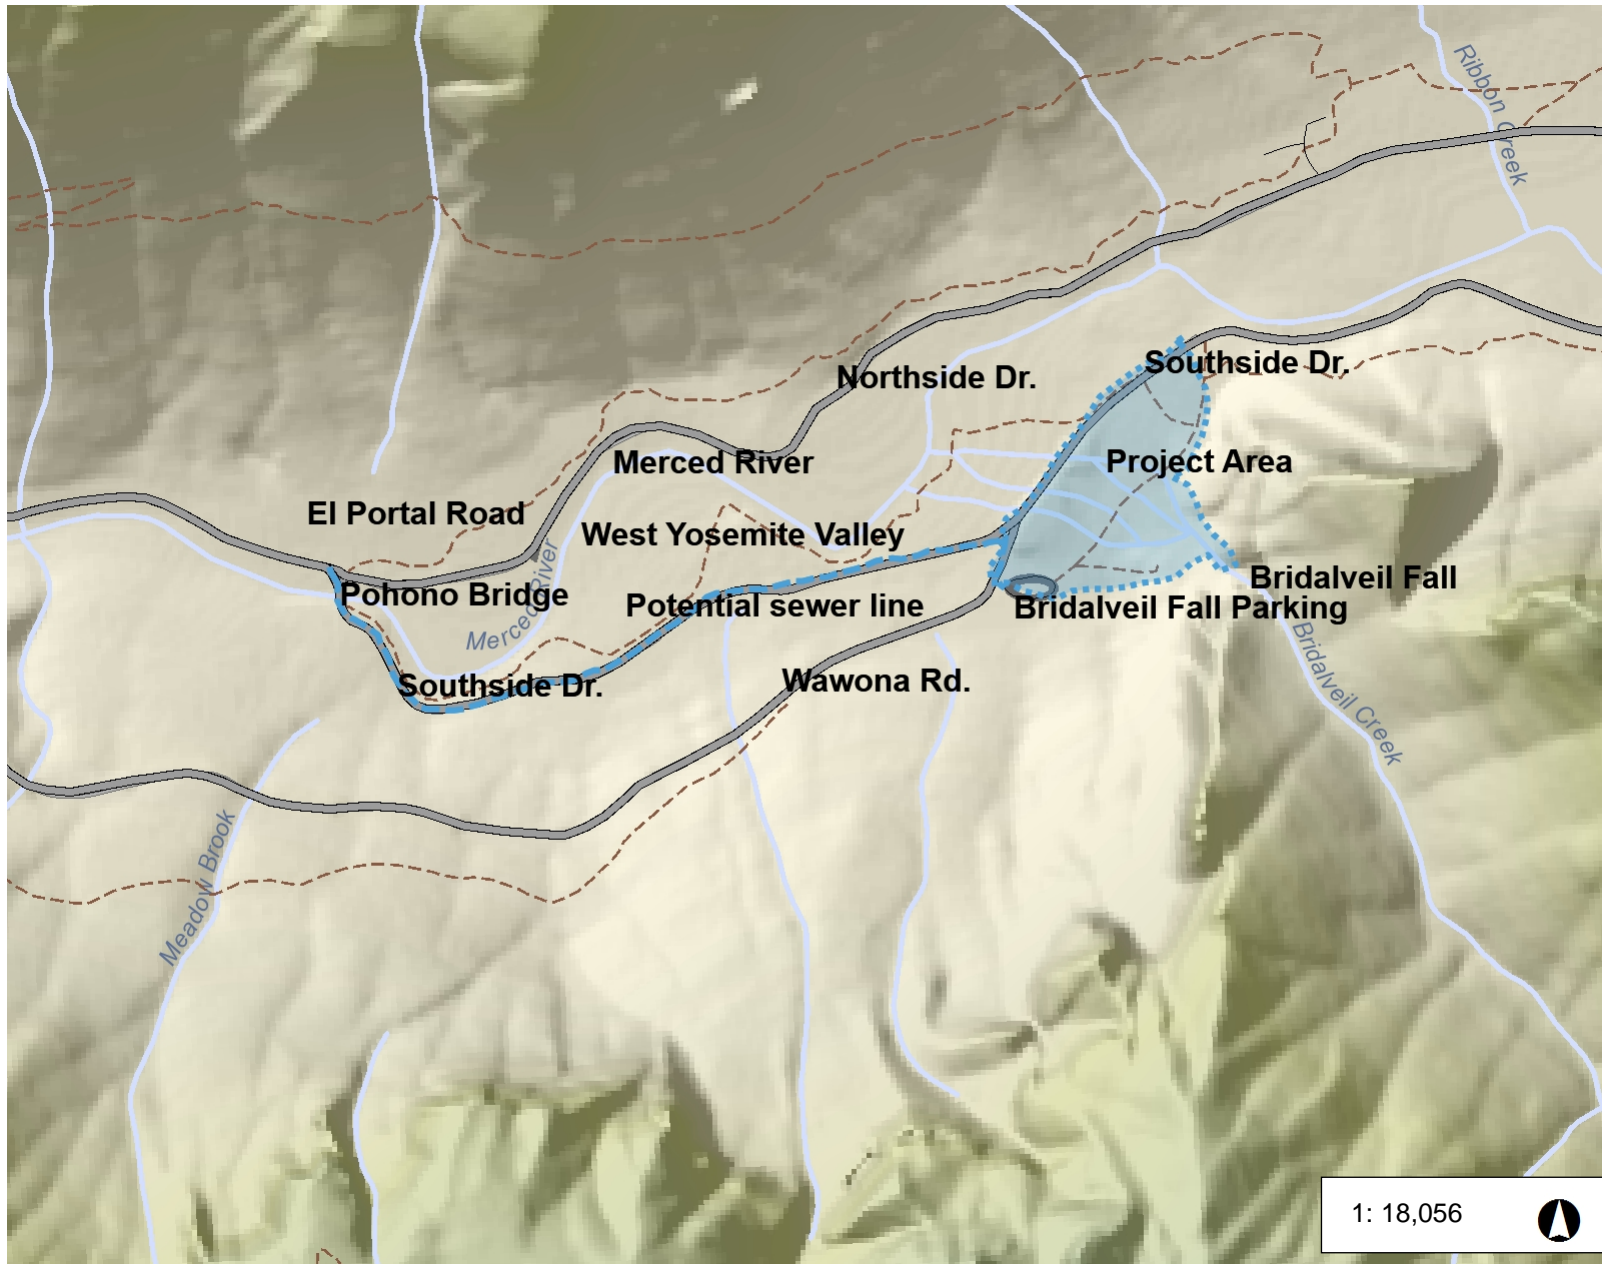 Ribbon Creek
Southside Dr.
Northside Dr.
Project Area
Merced River
El Portal Road
West Yosemite Valley
Bridalveil Fall
Pohono Bridge
Potential sewer line
Bridalveil Fall Parking
Merced River
Southside Dr.
Wawona Rd.
Bridalveil Creek
Meadow Brook
1: 18,056